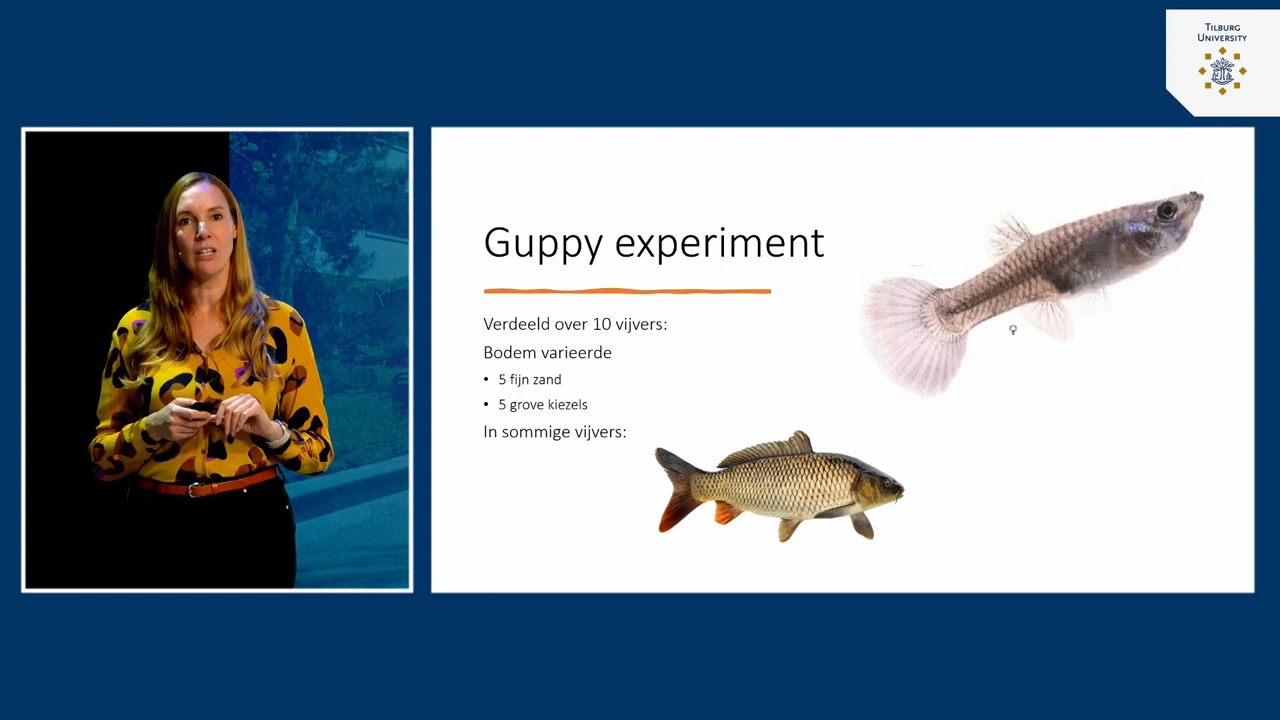 TILBURG
UNIVERSITY
Guppy experiment
Verdeeld over 10 vijvers:
Bodem varieerde
• 5 fijn zand
• 5 grove kiezels
In sommige vijvers:
♀